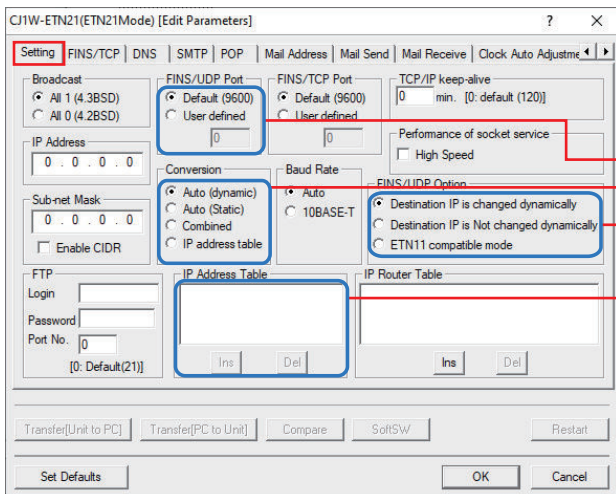 CJ1W-ETN21(ETN21Mode) [Edit Parameters]
? ×
Setting FINS/TCP DNS SMTP POP Mail Address Mail Send Mail Receive Clock Auto Adjustme
Broadcast
All 1 (4.3BSD)
All 0 (4.2BSD)
FINS/UDP Port
Default (9600)
User defined
0
FINS/TCP Port
Default (9600)
User defined
0
TCP/IP keep-alive
0 min. [0: default (120)]
IP Address
0 . 0 . 0 . 0
Performance of socket service
High Speed
Sub-net Mask
0 . 0 . 0 . 0
Enable CIDR
Conversion
Auto (dynamic)
Auto (Static)
Combined
IP address table
Baud Rate
Auto
10BASE-T
FINS/UDP Option
Destination IP is changed dynamically
Destination IP is Not changed dynamically
ETN11 compatible mode
FTP
Login
Password
Port No. 0
[0: Default(21)]
IP Address Table
Ins Del
IP Router Table
Ins Del
Transfer[Unit to PC] Transfer[PC to Unit] Compare SoftSW Restart
Set Defaults OK Cancel